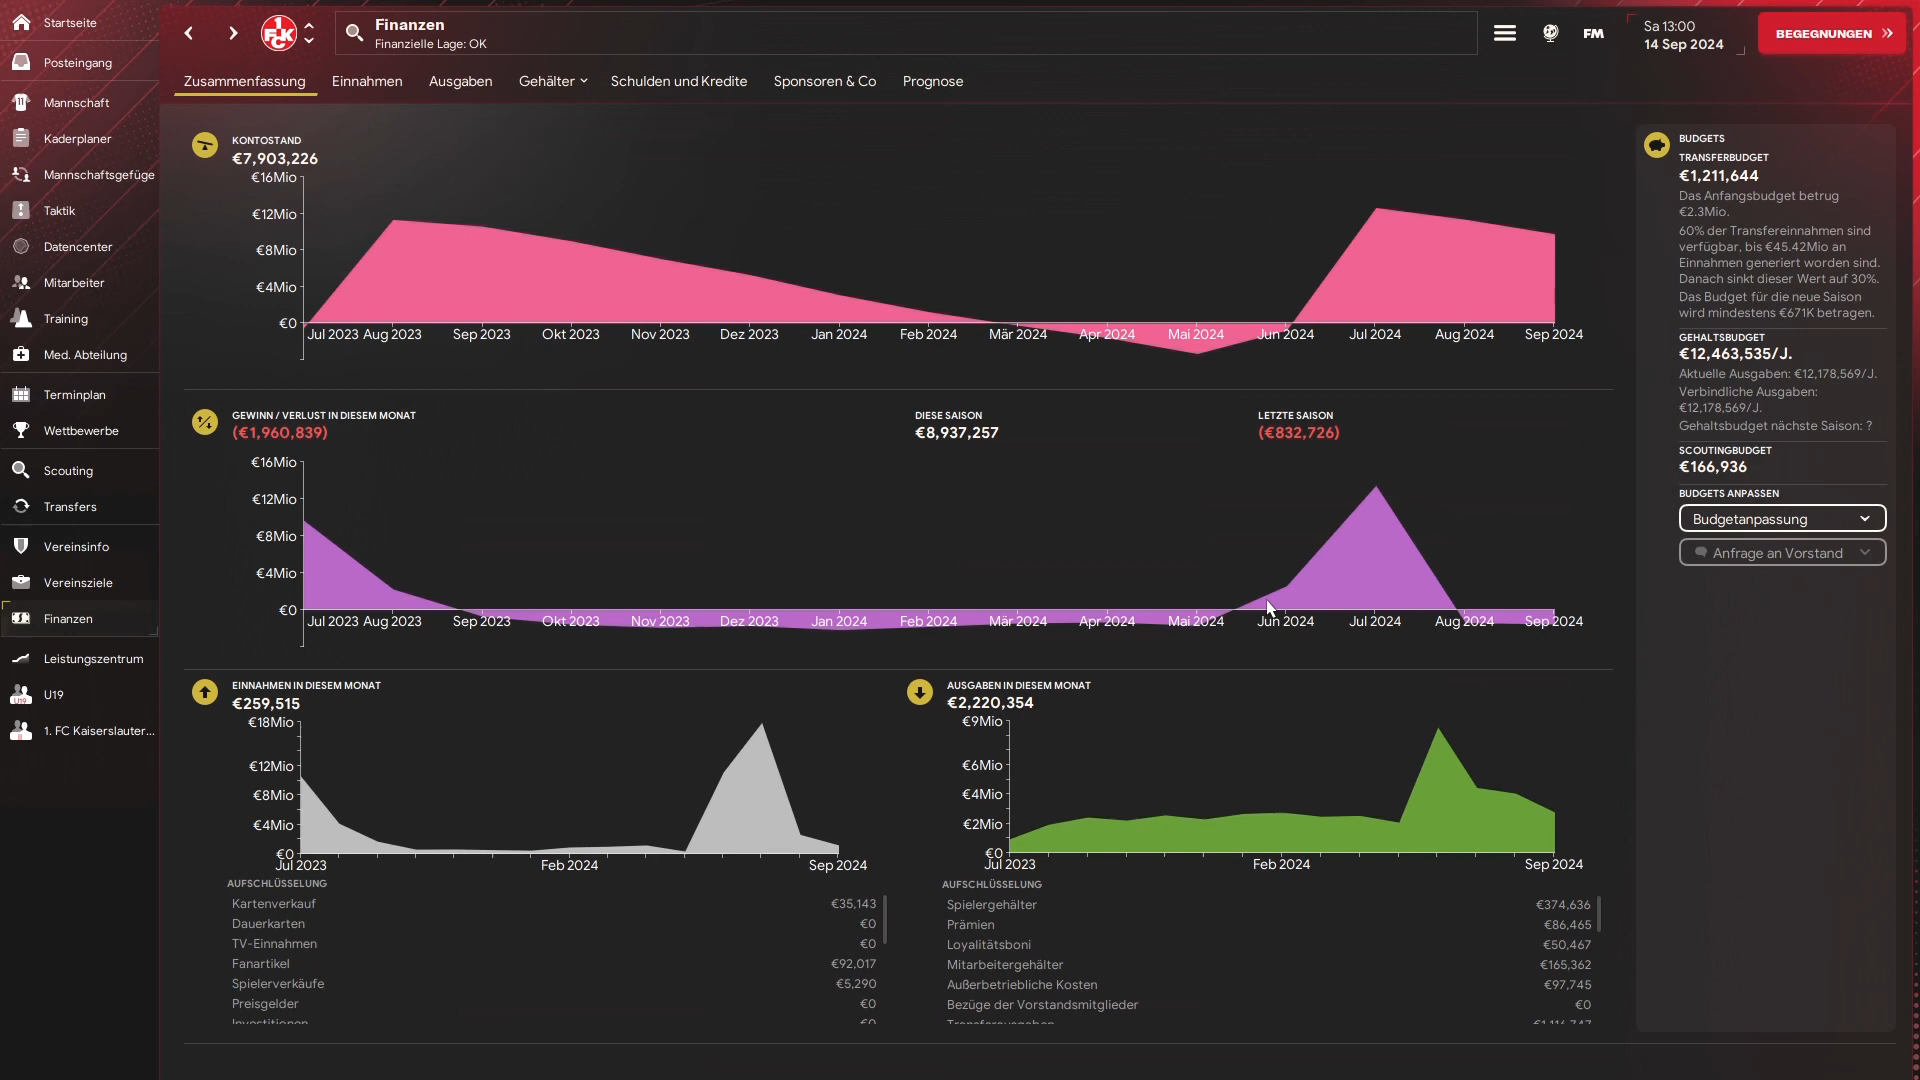 Startseite
Posteingang
Mannschaft
Kaderplaner
Mannschaftsgefüge
Taktik
Datencenter
Mitarbeiter
Training
Med. Abteilung
Terminplan
Wettbewerbe
Scouting
Transfers
Vereinsinfo
Vereinsziele
Finanzen
Leistungszentrum
U19
1. FC Kaiserslauter...
Finanzen
Finanzielle Lage: OK
FM
Sa 13:00
14 Sep 2024
BEGEGNUNGEN
Zusammenfassung Einnahmen Ausgaben Gehälter Schulden und Kredite Sponsoren & Co Prognose
KONTOSTAND
€7,903,226
€16Mio
€12Mio
€8Mio
€4Mio
€0
Jul 2023 Aug 2023 Sep 2023 Okt 2023 Nov 2023 Dez 2023 Jan 2024 Feb 2024 Mär 2024 Apr 2024 Mai 2024 Jun 2024 Jul 2024 Aug 2024 Sep 2024
GEWINN / VERLUST IN DIESEM MONAT
(€1,960,839)
DIESE SAISON
€8,937,257
LETZTE SAISON
(€832,726)
€16Mio
€12Mio
€8Mio
€4Mio
€0
Jul 2023 Aug 2023 Sep 2023 Okt 2023 Nov 2023 Dez 2023 Jan 2024 Feb 2024 Mär 2024 Apr 2024 Mai 2024 Jun 2024 Jul 2024 Aug 2024 Sep 2024
EINNAHMEN IN DIESEM MONAT
€259,515
€18Mio
€12Mio
€8Mio
€4Mio
€0
Jul 2023 Feb 2024 Sep 2024
AUFSCHLÜSSELUNG
Kartenverkauf €35,143
Dauerkarten €0
TV-Einnahmen €0
Fanartikel €92,017
Spielerverkäufe €5,290
Preisgelder €0
Investitionen €0
AUSGABEN IN DIESEM MONAT
€2,220,354
€9Mio
€6Mio
€4Mio
€2Mio
€0
Jul 2023 Feb 2024 Sep 2024
AUFSCHLÜSSELUNG
Spielergehälter €374,636
Prämien €86,465
Loyalitätsboni €50,467
Mitarbeitergehälter €165,362
Außerbetriebliche Kosten €97,745
Bezüge der Vorstandsmitglieder €0
Transferausgaben €1,116,747
BUDGETS
TRANSFERBUDGET
€1,211,644
Das Anfangsbudget betrug
€2.3Mio.
60% der Transfereinnahmen sind
verfügbar, bis €45.42Mio an
Einnahmen generiert worden sind.
Danach sinkt dieser Wert auf 30%.
Das Budget für die neue Saison
wird mindestens €671K betragen.
GEHALTSBUDGET
€12,463,535/J.
Aktuelle Ausgaben: €12,178,569/J.
Verbindliche Ausgaben:
€12,178,569/J.
Gehaltsbudget nächste Saison: ?
SCOUTINGBUDGET
€166,936
BUDGETS ANPASSEN
Budgetanpassung
Anfrage an Vorstand